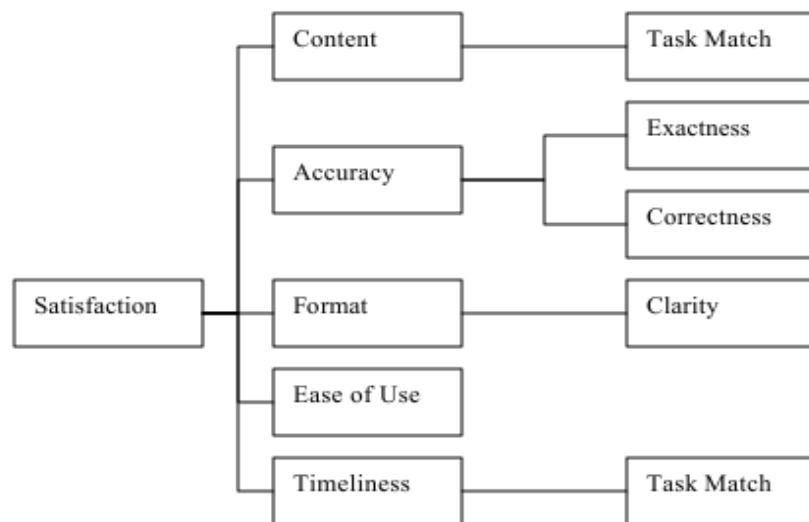 Content
Task Match
Exactness
Accuracy
Correctness
Satisfaction
Format
Clarity
Ease of Use
Timeliness
Task Match